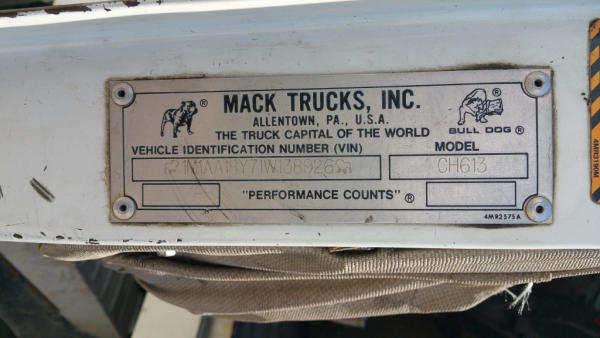 MACK TRUCKS, INC.
ALLENTOWN, PA., U.S.A.
THE TRUCK CAPITAL OF THE WORLD
BULL DOG®
VEHICLE IDENTIFICATION NUMBER (VIN)
MODEL
CH613
"PERFORMANCE COUNTS"®
4MR2575A